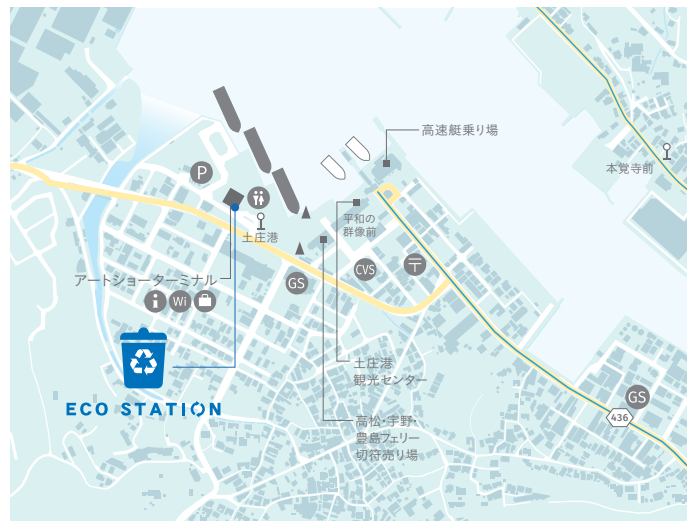 高速艇乗り場
本覚寺前
P
平和の
群像前
土庄港
アートショーターミナル
GS
CVS
〒
i
Wi
土庄港
観光センター
ECO STATION
高松・宇野・
豊島フェリー
切符売り場
GS
436